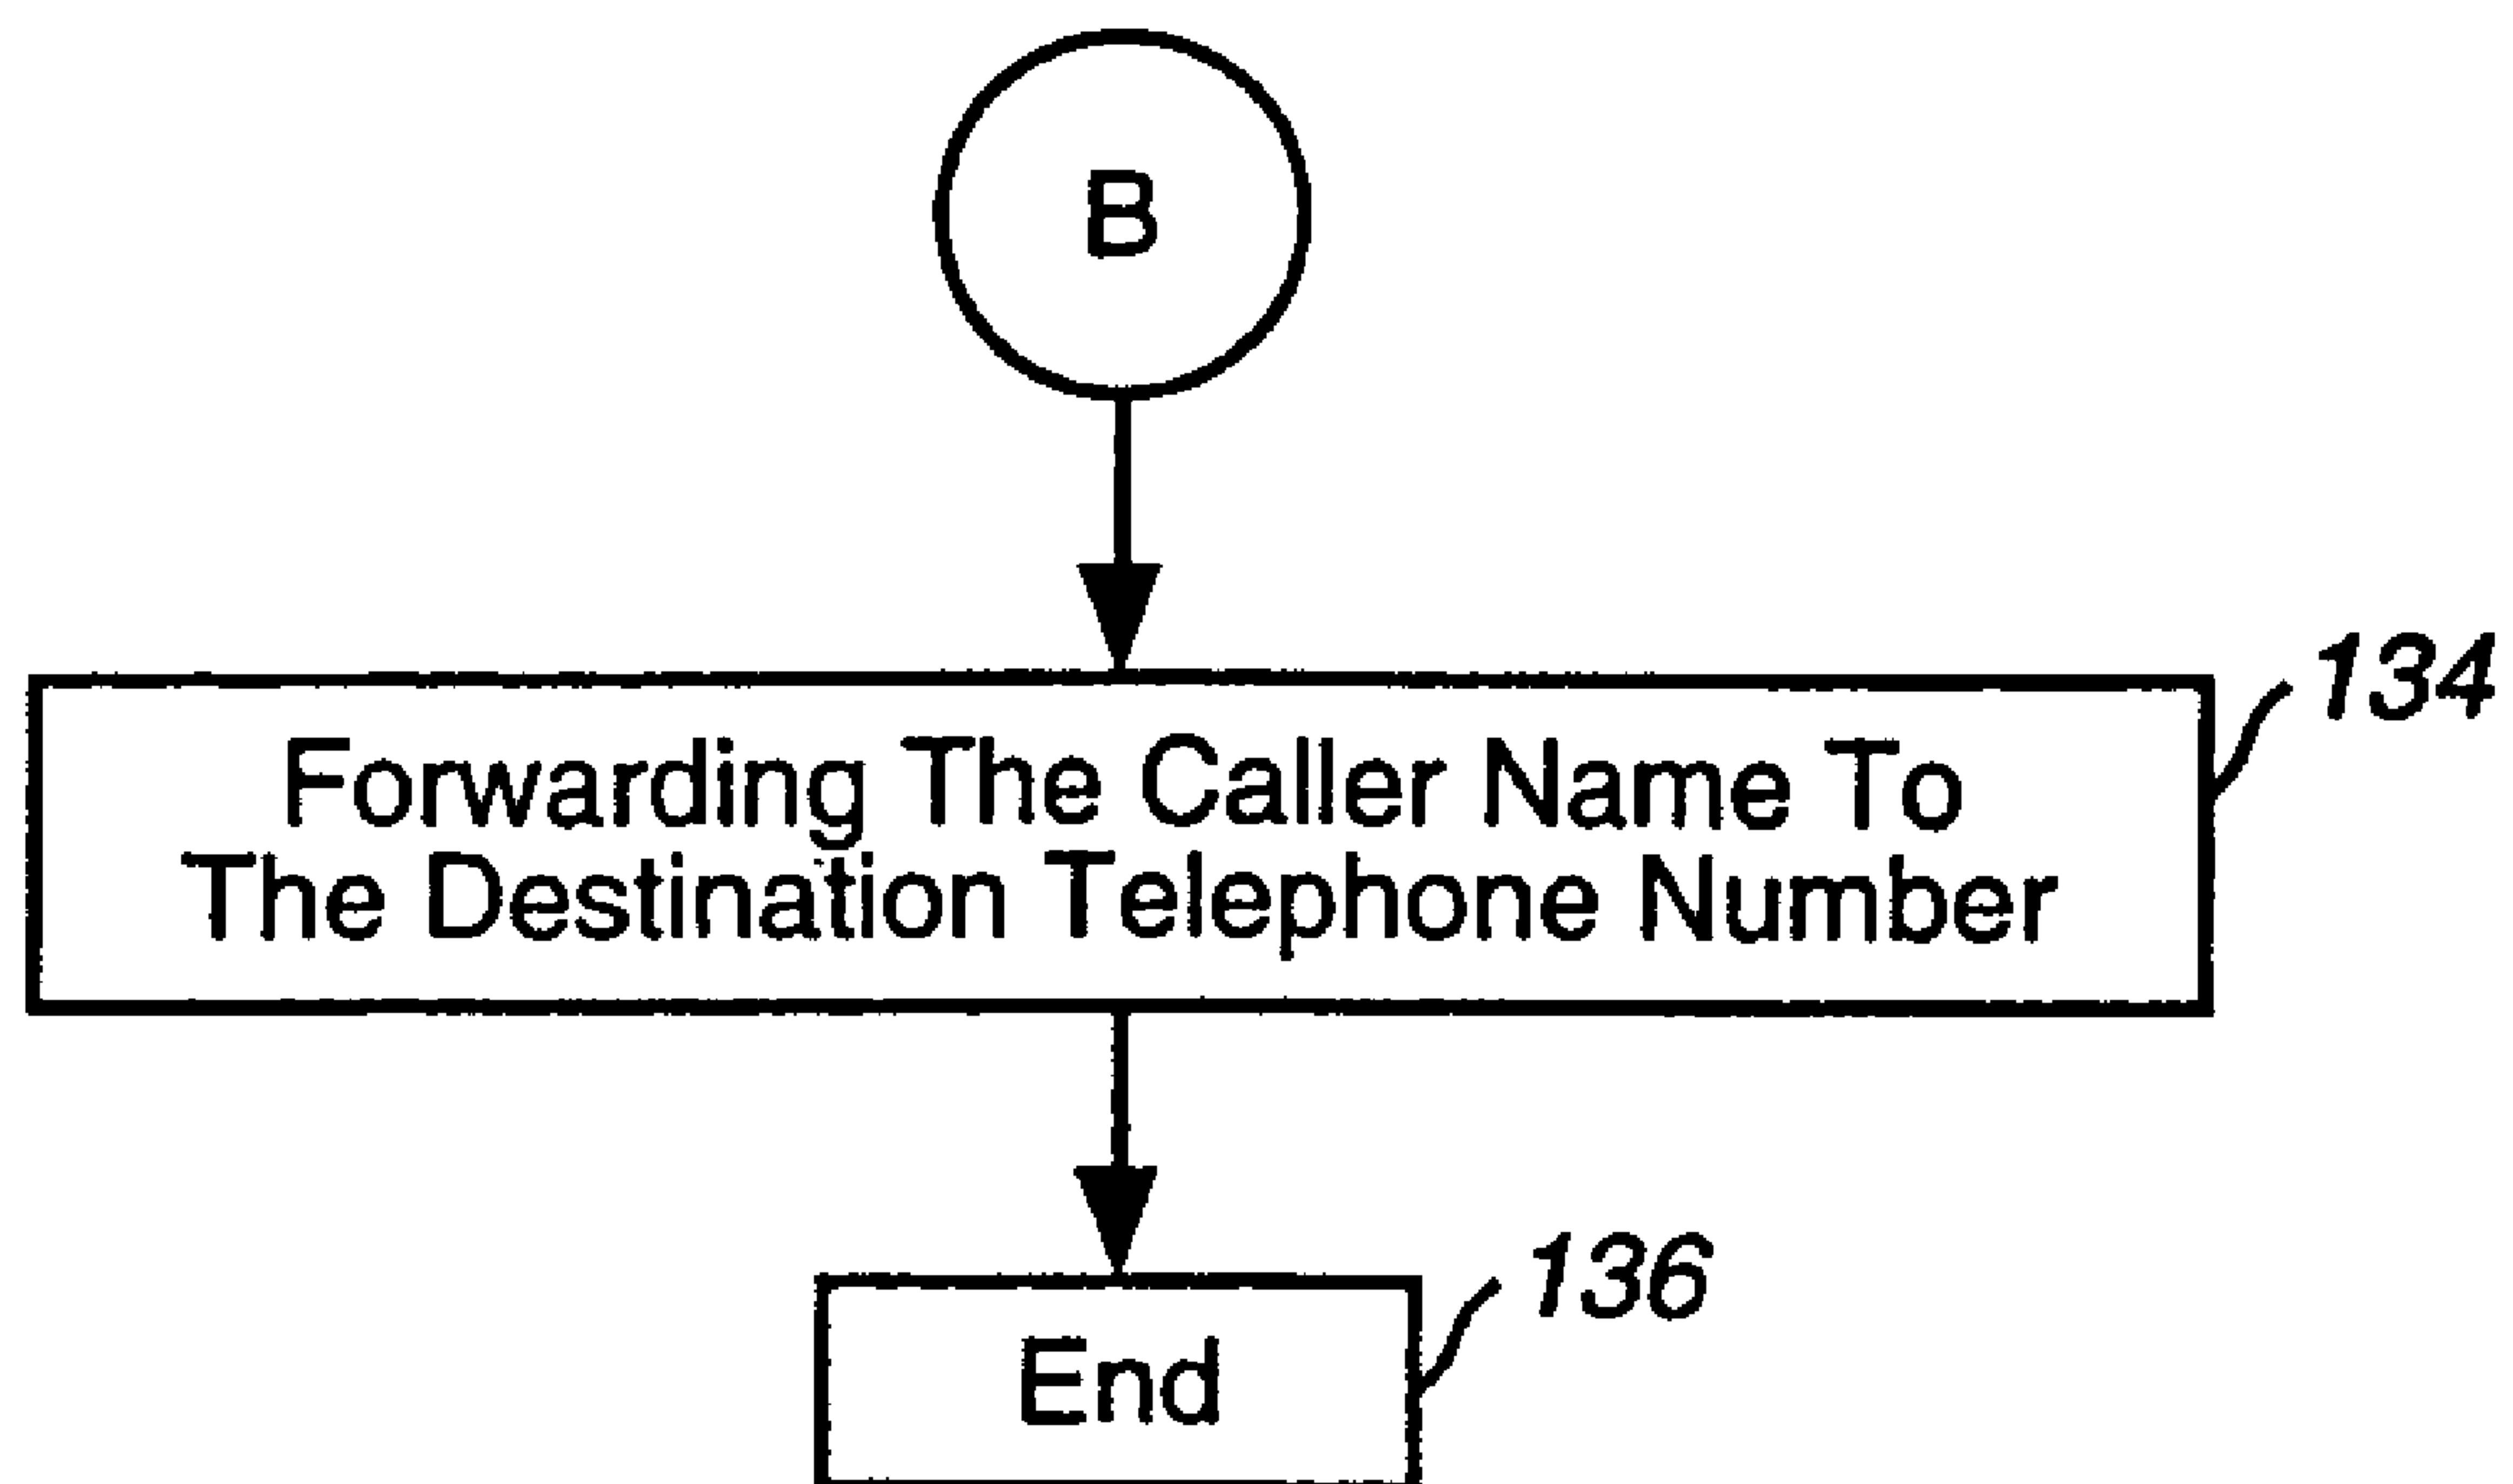 B
134
Forwarding The Caller Name To
The Destination Telephone Number
136
End